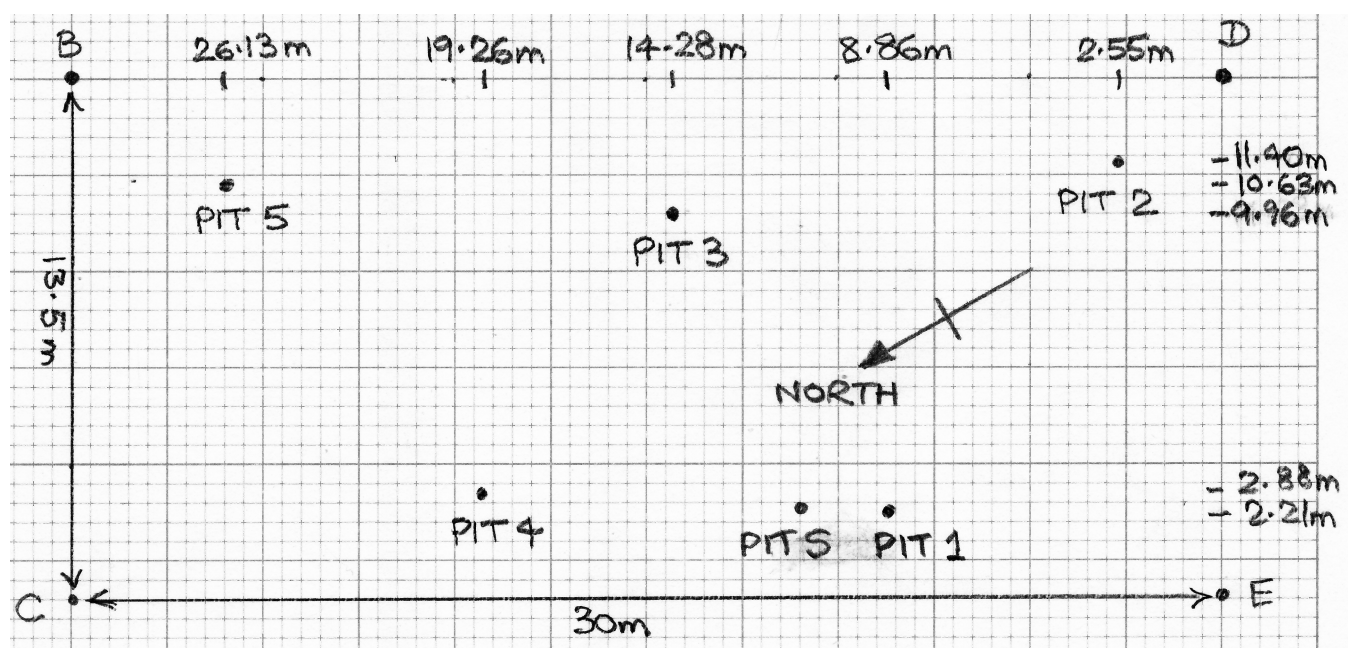 B 26.13m 19.26m 14.28m 8.86m 2.55m D
-11.40m
-10.63m
-9.96m
PIT 2
PIT 5
PIT 3
13.5m
NORTH
-2.88m
-2.21m
PIT 4
PIT S PIT 1
C 30m E